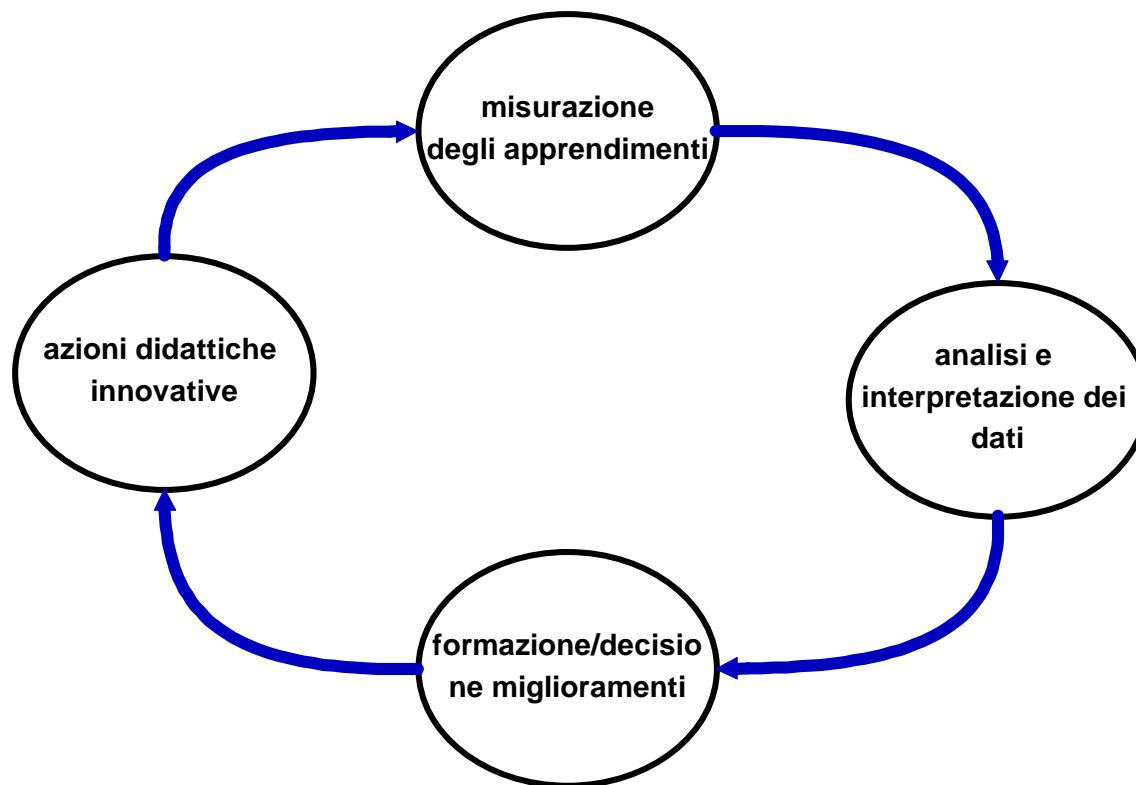 misurazione
degli apprendimenti
azioni didattiche
innovative
analisi e
interpretazione dei
dati
formazione/decisio
ne miglioramenti